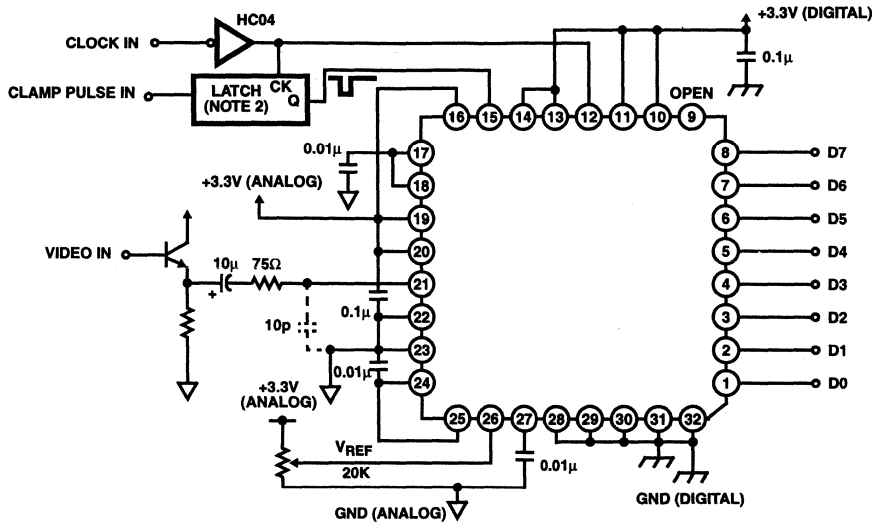 HC04
+3.3V (DIGITAL)
CLOCK IN
0.1µ
CLAMP PULSE IN
LATCH
(NOTE 2)
CK
Q
OPEN
16 15 14 13 12 11 10 9
0.01µ
17
8 D7
18
7 D6
+3.3V (ANALOG)
19
6 D5
VIDEO IN
20
5 D4
10µ
75Ω
+
21
4 D3
0.1µ
22
3 D2
10p
23
2 D1
0.01µ
24
1 D0
+3.3V
(ANALOG)
25 26 27 28 29 30 31 32
VREF
20K
0.01µ
GND (DIGITAL)
GND (ANALOG)